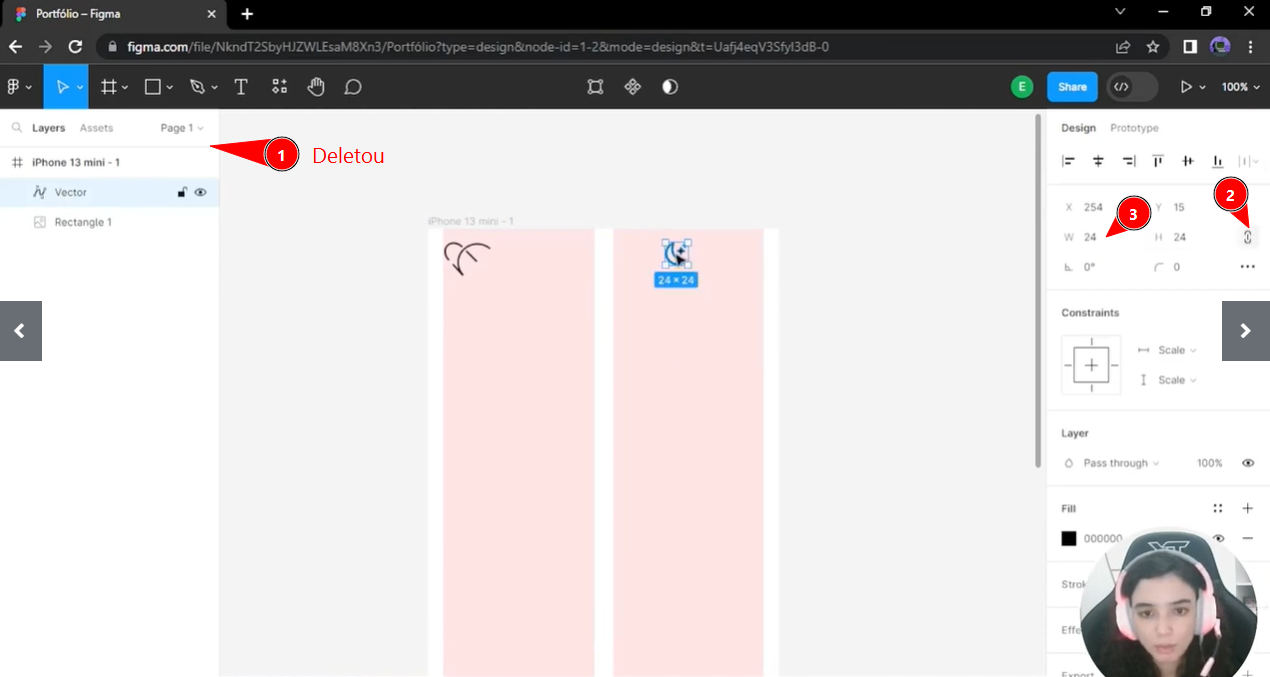 Portfólio – Figma
figma.com/file/NkndT2SbyHJZWLEsaM8Xn3/Portfólio?type=design&node-id=1-2&mode=design&t=Uafj4eqV3SfyI3dB-0
T
E
Share
100%
Layers
Assets
Page 1
1
Deletou
iPhone 13 mini - 1
Vector
Rectangle 1
iPhone 13 mini - 1
24 × 24
Design
Prototype
2
X 254
3
Y 15
W 24
H 24
0°
0
Constraints
Scale
Scale
Layer
Pass through
100%
Fill
000000
Strok
Effe
Export